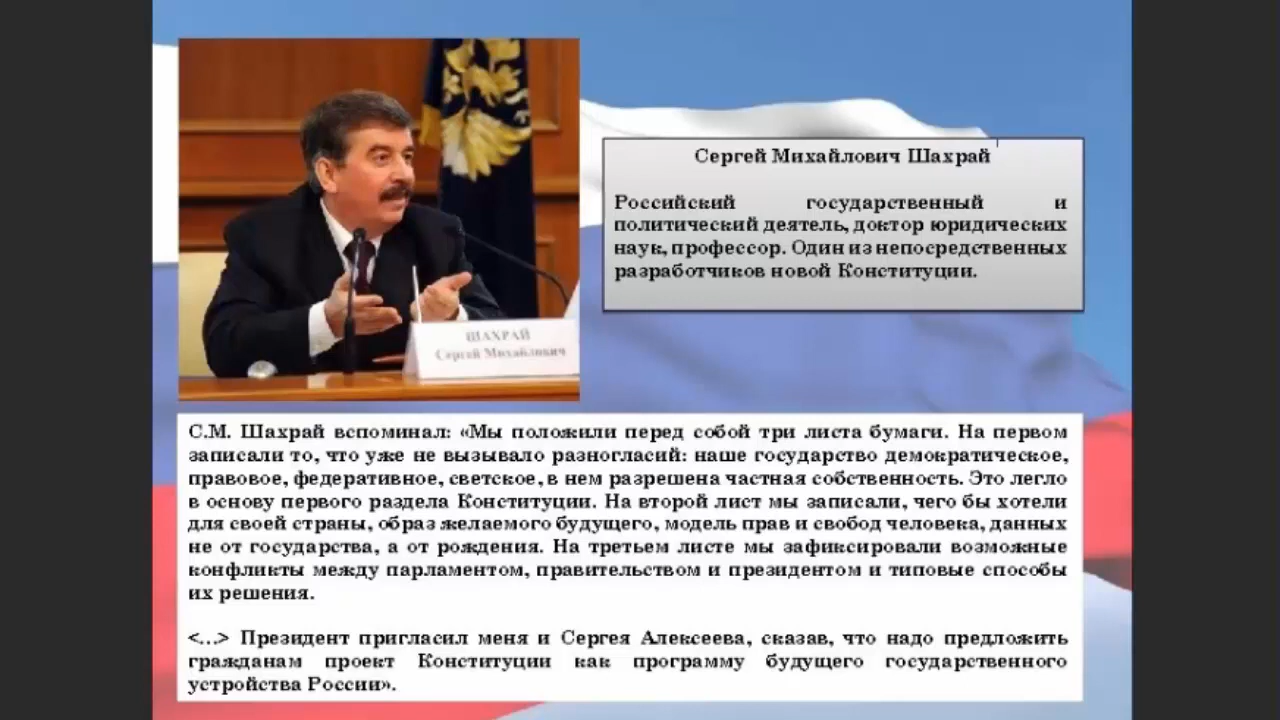 ШАХРАЙ
Сергей Михайлович
Сергей Михайлович Шахрай
Российский государственный и
политический деятель, доктор юридических
наук, профессор. Один из непосредственных
разработчиков новой Конституции.
С.М. Шахрай вспоминал: «Мы положили перед собой три листа бумаги. На первом
записали то, что уже не вызывало разногласий: наше государство демократическое,
правовое, федеративное, светское, в нем разрешена частная собственность. Это легло
в основу первого раздела Конституции. На второй лист мы записали, чего бы хотели
для своей страны, образ желаемого будущего, модель прав и свобод человека, данных
не от государства, а от рождения. На третьем листе мы зафиксировали возможные
конфликты между парламентом, правительством и президентом и типовые способы
их решения.
<...> Президент пригласил меня и Сергея Алексеева, сказав, что надо предложить
гражданам проект Конституции как программу будущего государственного
устройства России».